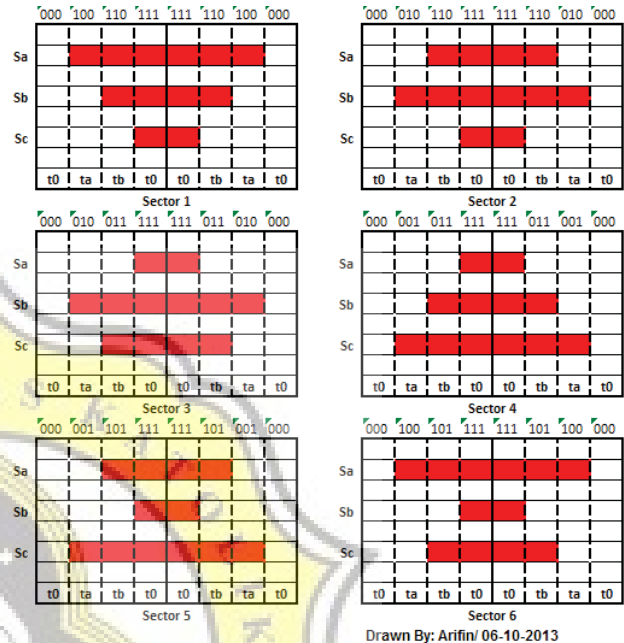 000 100 110 111 111 110 100 000
Sa
Sb
Sc
t0 ta tb t0 t0 tb ta t0
Sector 1
000 010 110 111 111 110 010 000
Sa
Sb
Sc
t0 ta tb t0 t0 tb ta t0
Sector 2
000 010 011 111 111 011 010 000
Sa
Sb
Sc
t0 ta tb t0 t0 tb ta t0
Sector 3
000 001 011 111 111 011 001 000
Sa
Sb
Sc
t0 ta tb t0 t0 tb ta t0
Sector 4
000 001 101 111 111 101 001 000
Sa
Sb
Sc
t0 ta tb t0 t0 tb ta t0
Sector 5
000 100 101 111 111 101 100 000
Sa
Sb
Sc
t0 ta tb t0 t0 tb ta t0
Sector 6
Drawn By: Arifin/ 06-10-2013